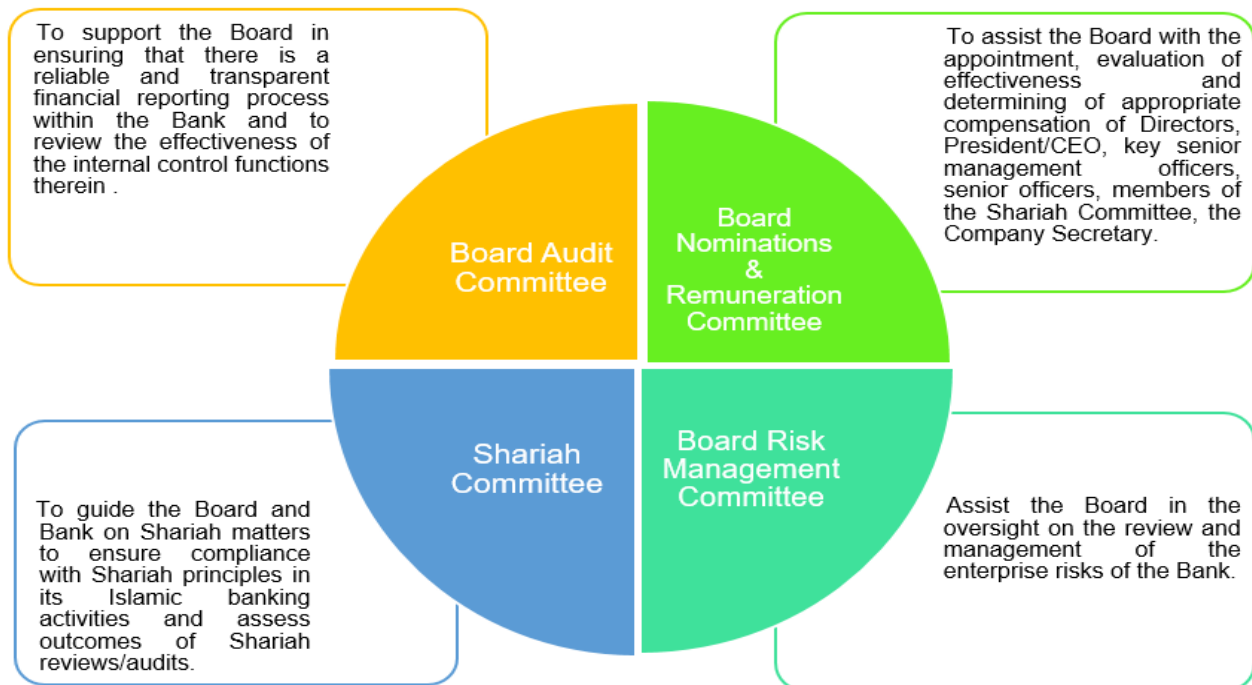 To support the Board in
ensuring that there is a
reliable and transparent
financial reporting process
within the Bank and to
review the effectiveness of
the internal control functions
therein .
To assist the Board with the
appointment, evaluation of
effectiveness and
determining of appropriate
compensation of Directors,
President/CEO, key senior
management officers,
senior officers, members of
the Shariah Committee, the
Company Secretary.
Board Audit
Committee
Board
Nominations
&
Remuneration
Committee
Shariah
Committee
Board Risk
Management
Committee
To guide the Board and
Bank on Shariah matters
to ensure compliance
with Shariah principles in
its Islamic banking
activities and assess
outcomes of Shariah
reviews/audits.
Assist the Board in the
oversight on the review and
management of the
enterprise risks of the Bank.